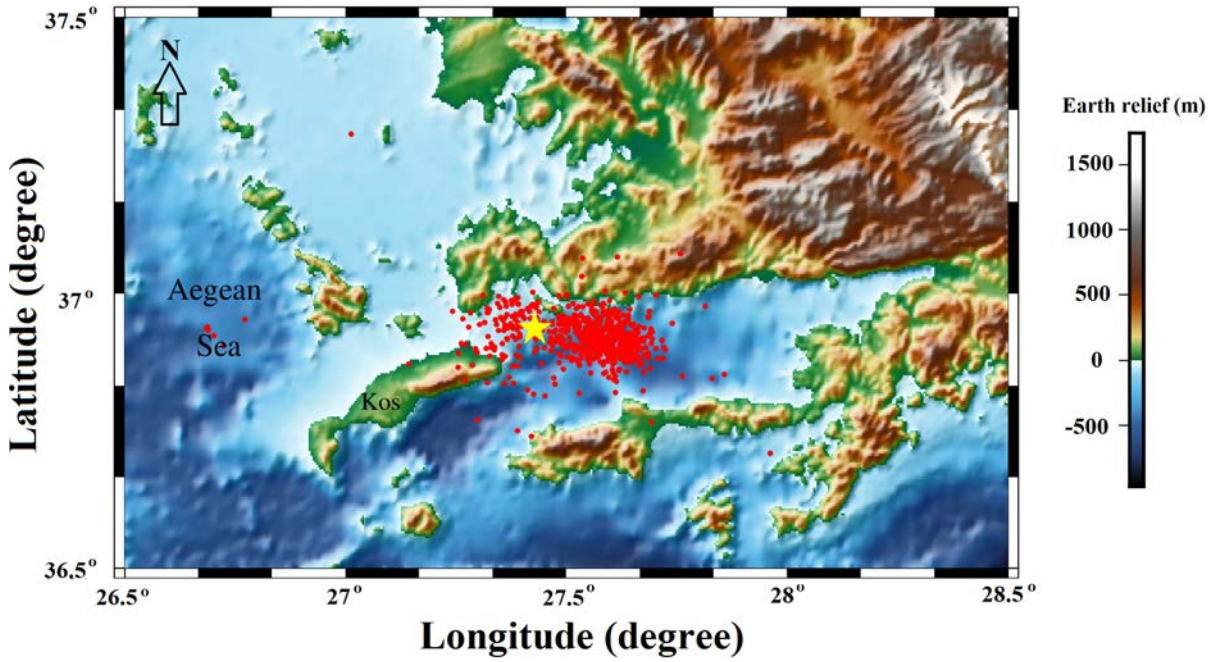 37.5°
N
Earth relief (m)
1500
1000
500
0
-500
Latitude (degree)
37°
Aegean
Sea
Kos
36.5°
26.5°
27°
27.5°
28°
28.5°
Longitude (degree)